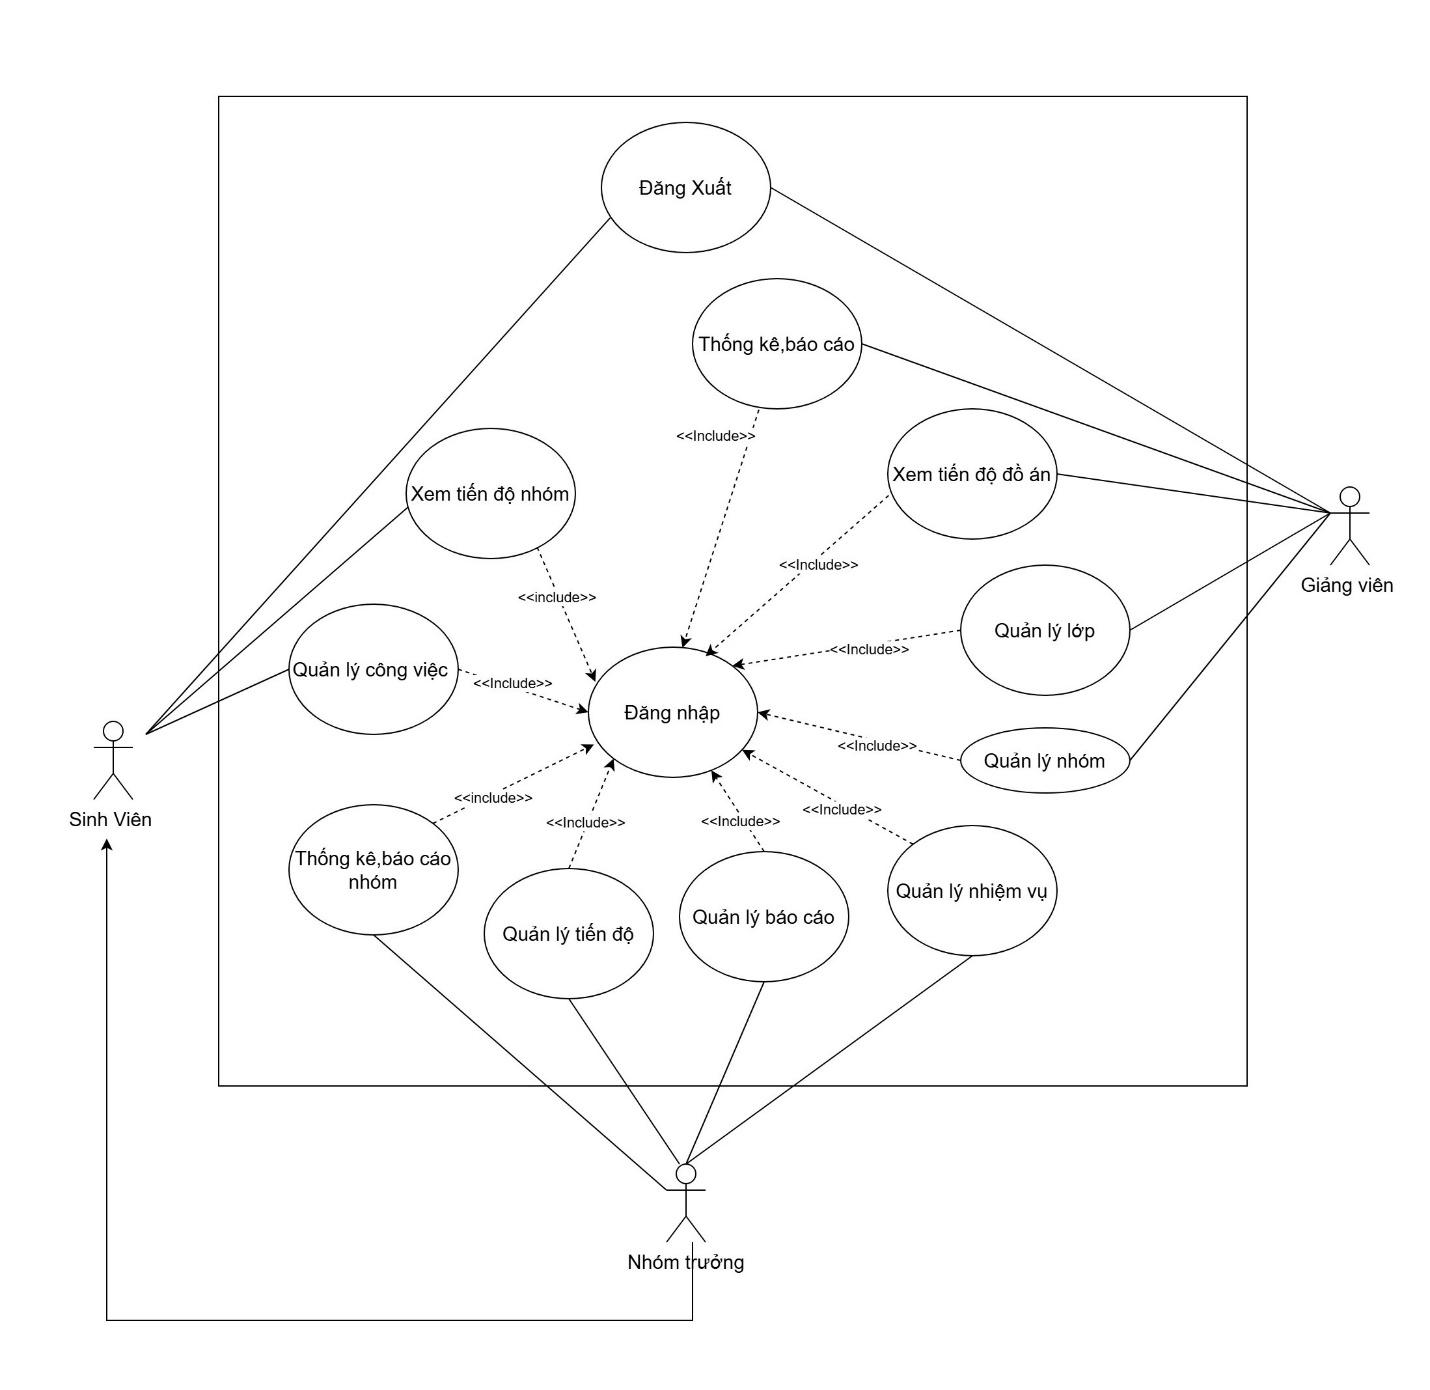 Đăng Xuất
Thống kê,báo cáo
<<Include>>
Xem tiến độ đồ án
Xem tiến độ nhóm
<<Include>>
Giảng viên
<<include>>
Quản lý lớp
<<Include>>
Quản lý công việc
<<Include>>
Đăng nhập
<<Include>>
Quản lý nhóm
<<include>>
<<Include>>
<<Include>>
<<Include>>
Sinh Viên
Thống kê,báo cáo
nhóm
Quản lý nhiệm vụ
Quản lý báo cáo
Quản lý tiến độ
Nhóm trưởng